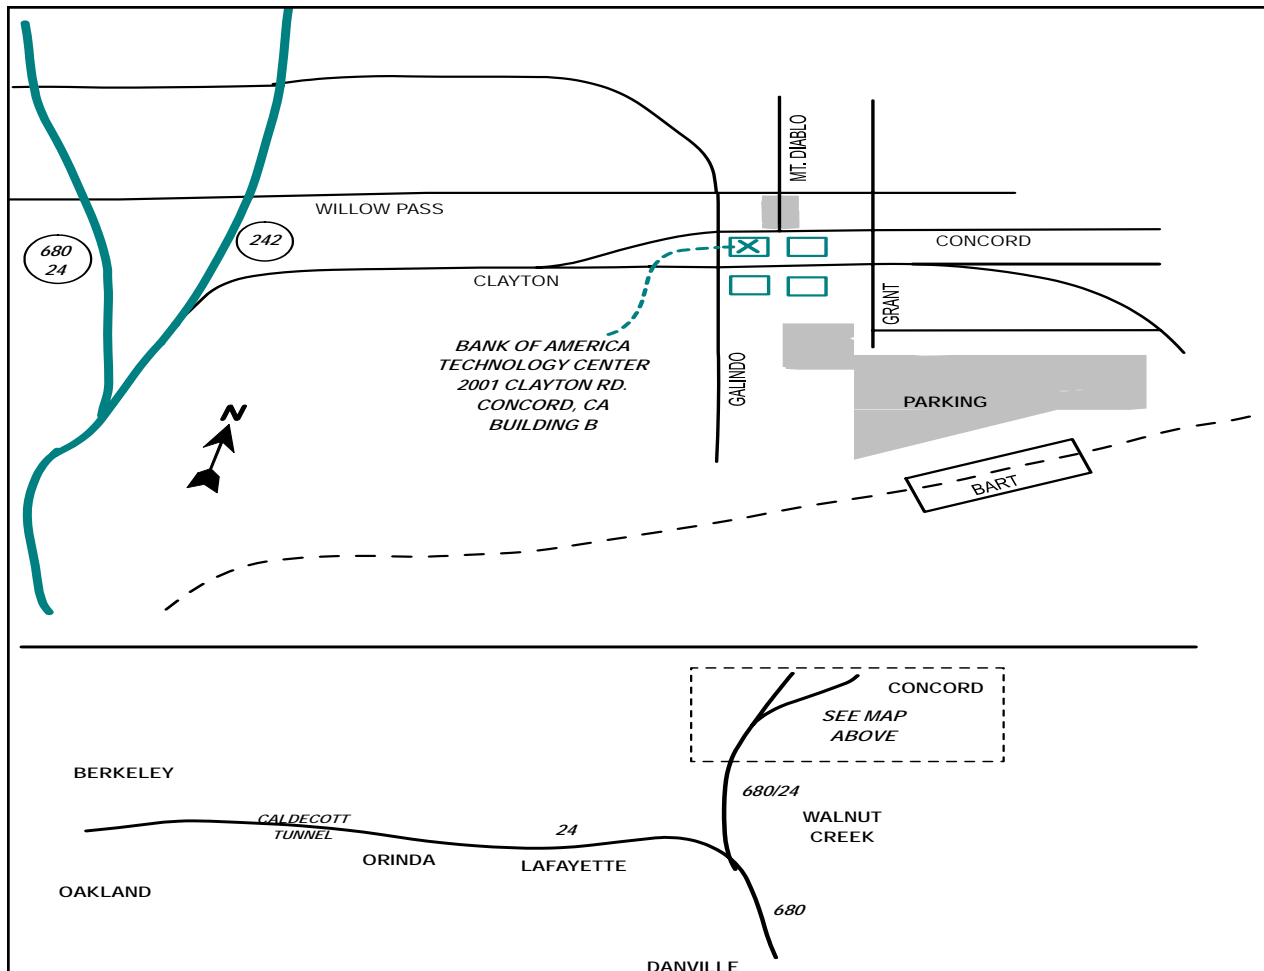 MT. DIABLO
WILLOW PASS
680
24
242
CONCORD
CLAYTON
GRANT
BANK OF AMERICA
TECHNOLOGY CENTER
2001 CLAYTON RD.
CONCORD, CA
BUILDING B
GALINDO
PARKING
N
BART
CONCORD
SEE MAP
ABOVE
BERKELEY
680/24
CALDECOTT
TUNNEL
24
WALNUT
CREEK
ORINDA
LAFAYETTE
OAKLAND
680
DANVILLE